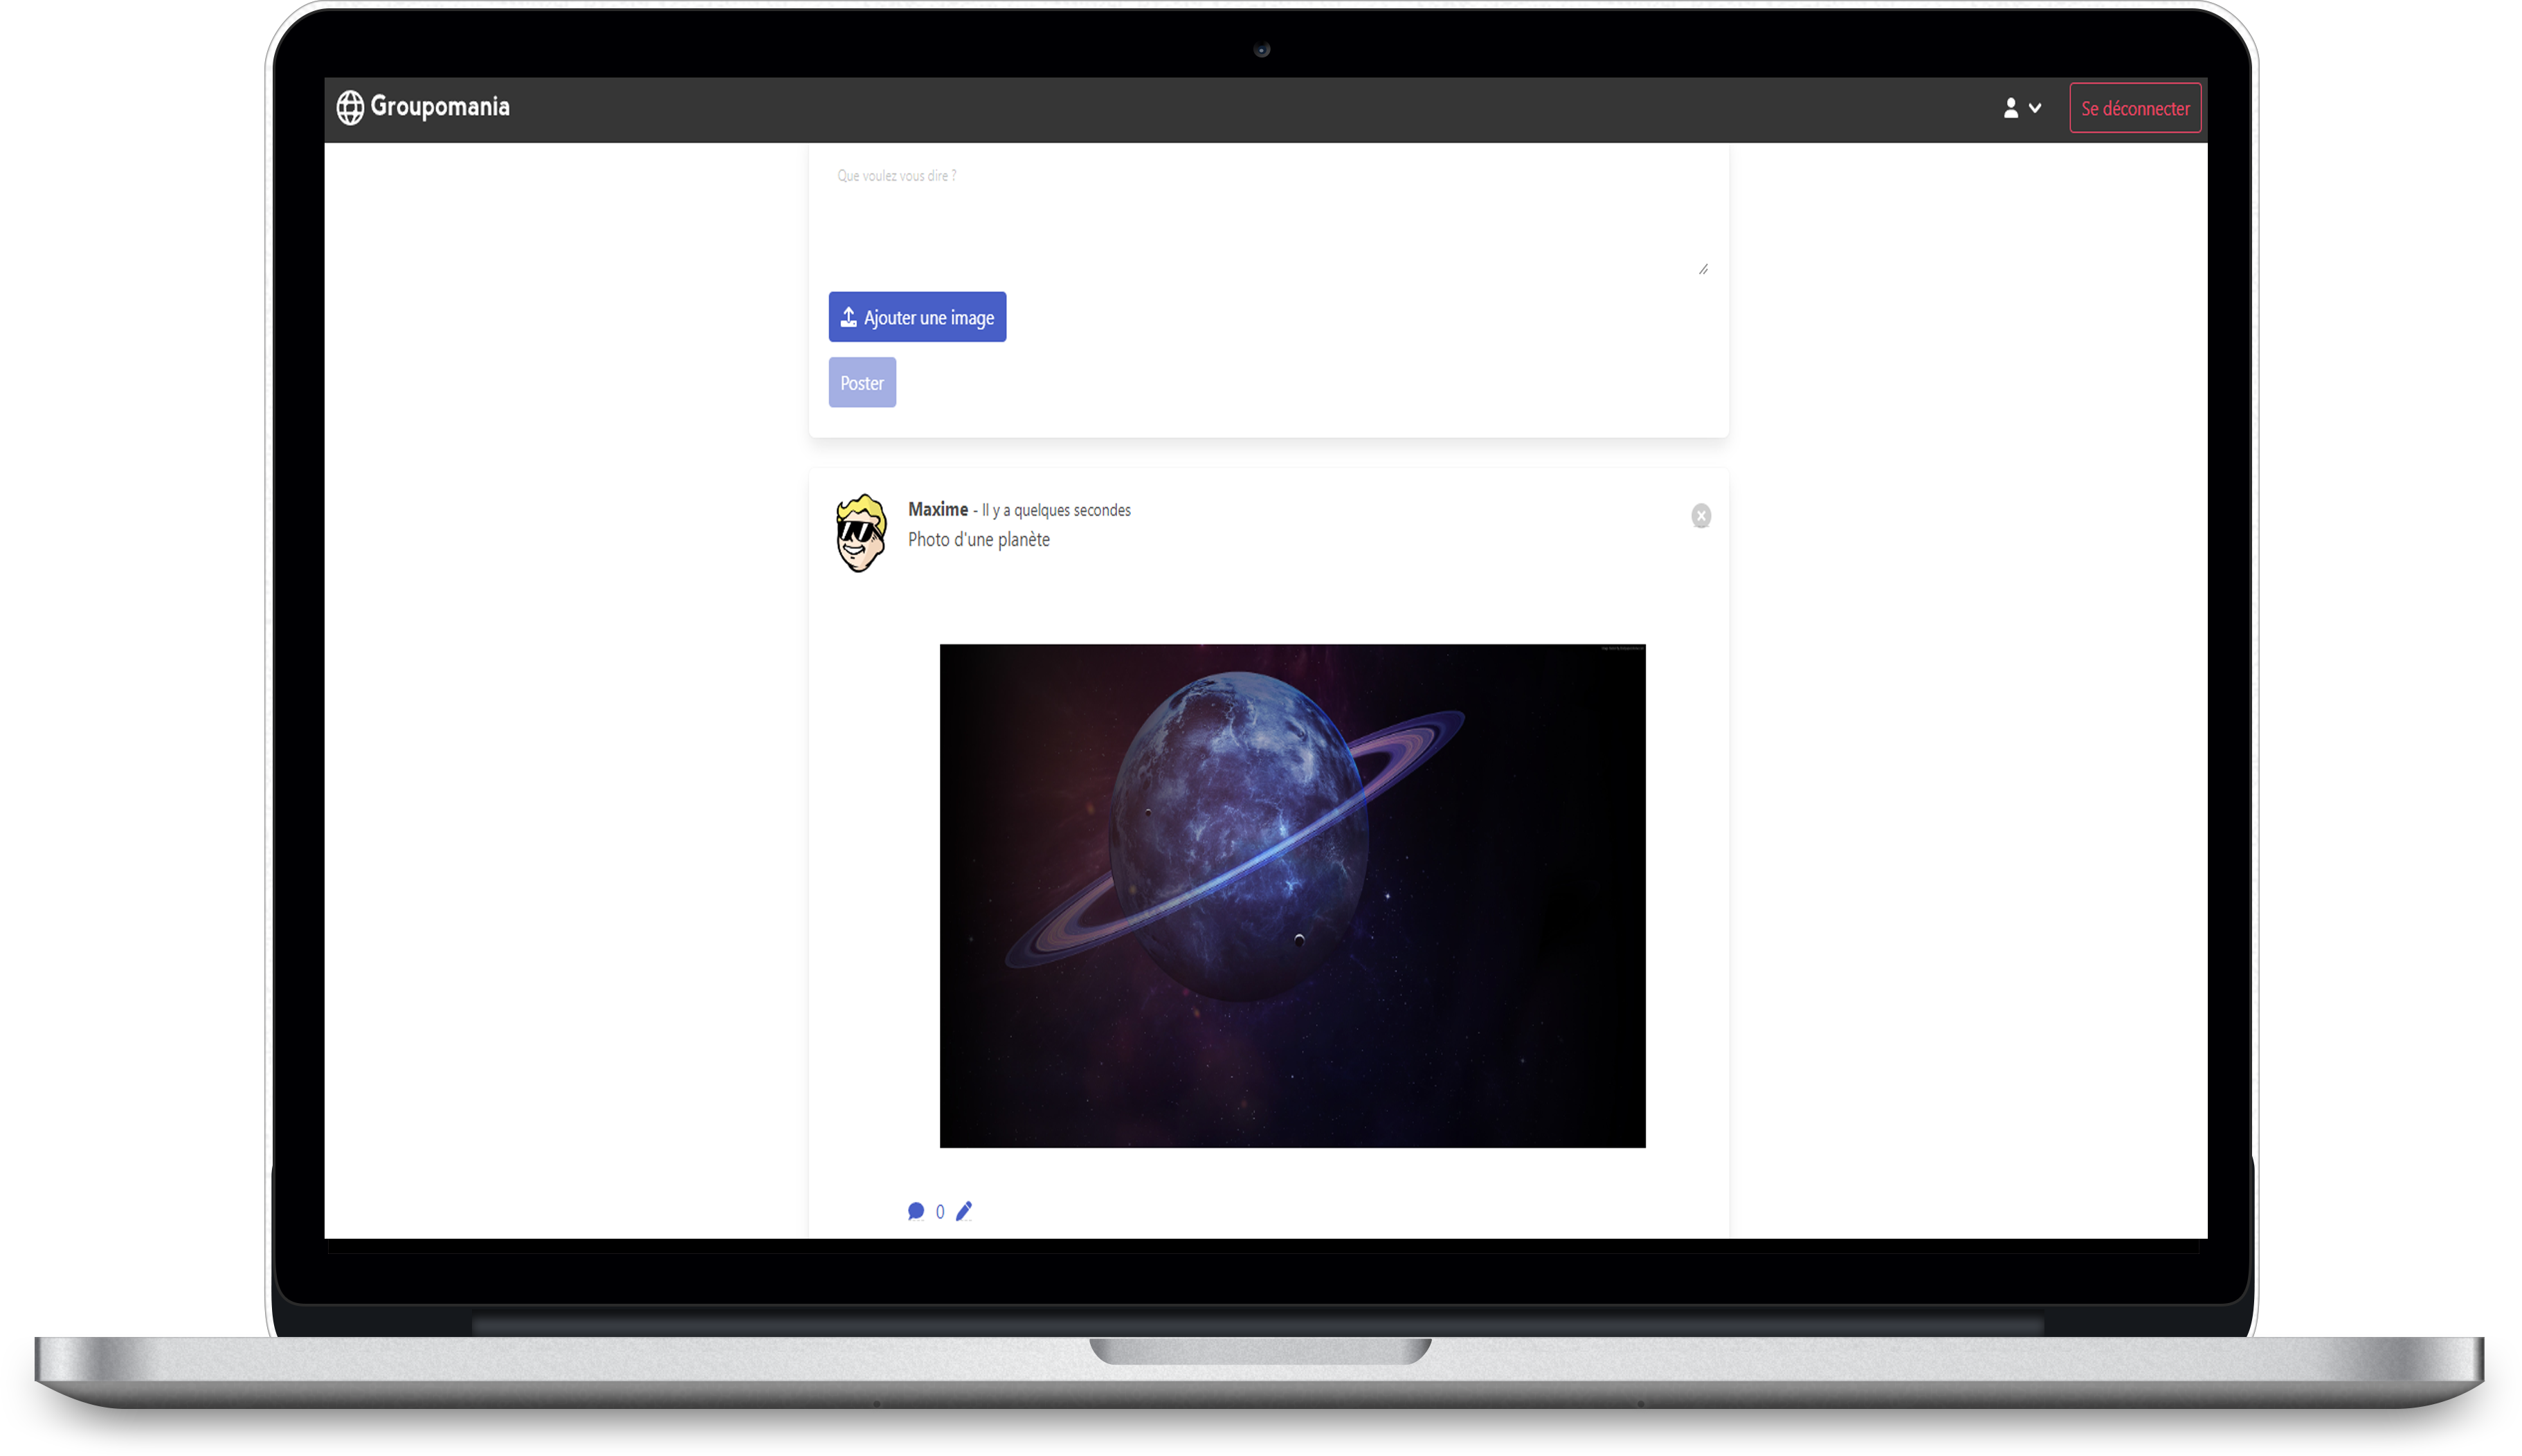 Groupomania
Se déconnecter
Que voulez vous dire ?
Ajouter une image
Poster
Maxime - Il y a quelques secondes
Photo d'une planète
0